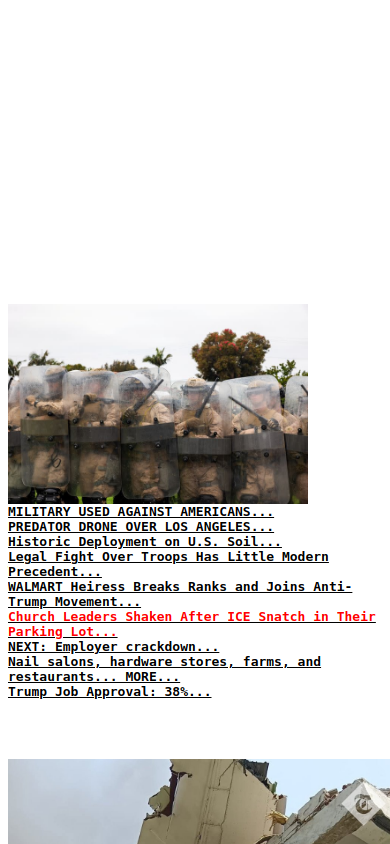 MILITARY USED AGAINST AMERICANS...
PREDATOR DRONE OVER LOS ANGELES...
Historic Deployment on U.S. Soil...
Legal Fight Over Troops Has Little Modern
Precedent...
WALMART Heiress Breaks Ranks and Joins Anti-
Trump Movement...
Church Leaders Shaken After ICE Snatch in Their
Parking Lot...
NEXT: Employer crackdown...
Nail salons, hardware stores, farms, and
restaurants... MORE...
Trump Job Approval: 38%...